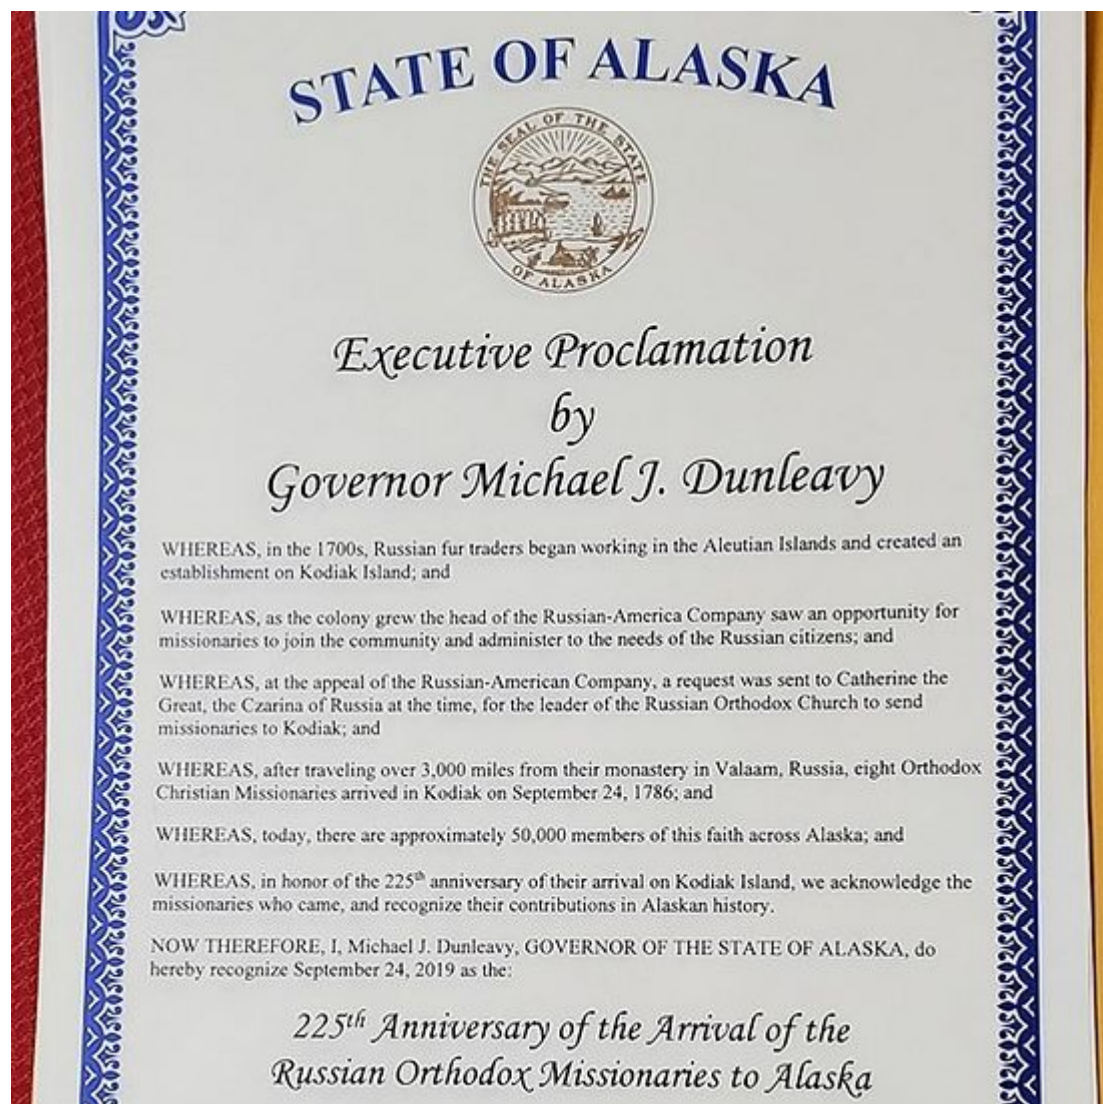 STATE OF ALASKA
THE SEAL OF THE STATE
OF ALASKA
Executive Proclamation
by
Governor Michael J. Dunleavy
WHEREAS, in the 1700s, Russian fur traders began working in the Aleutian Islands and created an
establishment on Kodiak Island; and
WHEREAS, as the colony grew the head of the Russian-America Company saw an opportunity for
missionaries to join the community and administer to the needs of the Russian citizens; and
WHEREAS, at the appeal of the Russian-American Company, a request was sent to Catherine the
Great, the Czarina of Russia at the time, for the leader of the Russian Orthodox Church to send
missionaries to Kodiak; and
WHEREAS, after traveling over 3,000 miles from their monastery in Valaam, Russia, eight Orthodox
Christian Missionaries arrived in Kodiak on September 24, 1786; and
WHEREAS, today, there are approximately 50,000 members of this faith across Alaska; and
WHEREAS, in honor of the 225th anniversary of their arrival on Kodiak Island, we acknowledge the
missionaries who came, and recognize their contributions in Alaskan history.
NOW THEREFORE, I, Michael J. Dunleavy, GOVERNOR OF THE STATE OF ALASKA, do
hereby recognize September 24, 2019 as the:
225th Anniversary of the Arrival of the
Russian Orthodox Missionaries to Alaska